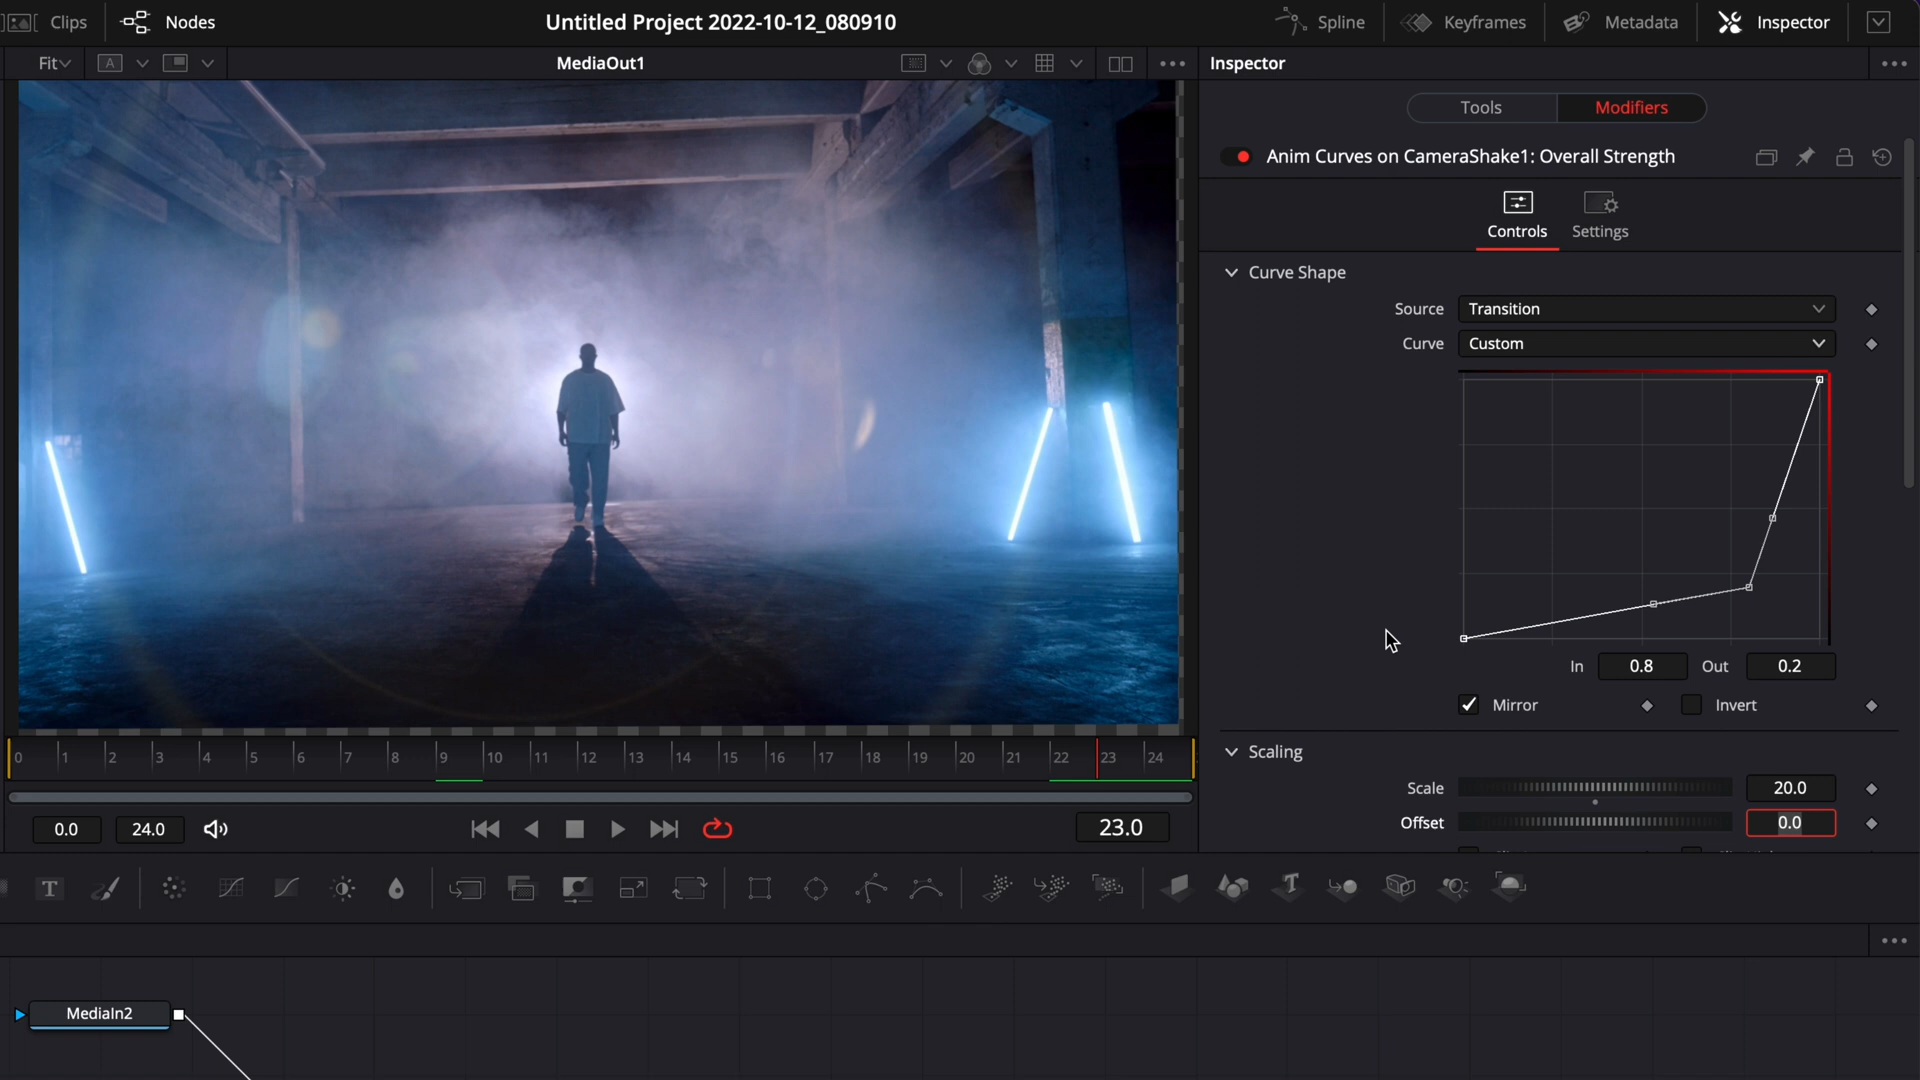 Clips
Nodes
Untitled Project 2022-10-12_080910
Spline
Keyframes
Metadata
Inspector
Fit
A
MediaOut1
Inspector
Tools
Modifiers
Anim Curves on CameraShake1: Overall Strength
Controls
Settings
Curve Shape
Source
Transition
Curve
Custom
In
0.8
Out
0.2
Mirror
Invert
Scaling
Scale
20.0
Offset
0.0
0 1 2 3 4 5 6 7 8 9 10 11 12 13 14 15 16 17 18 19 20 21 22 23 24
0.0
24.0
23.0
T
T
MediaIn2